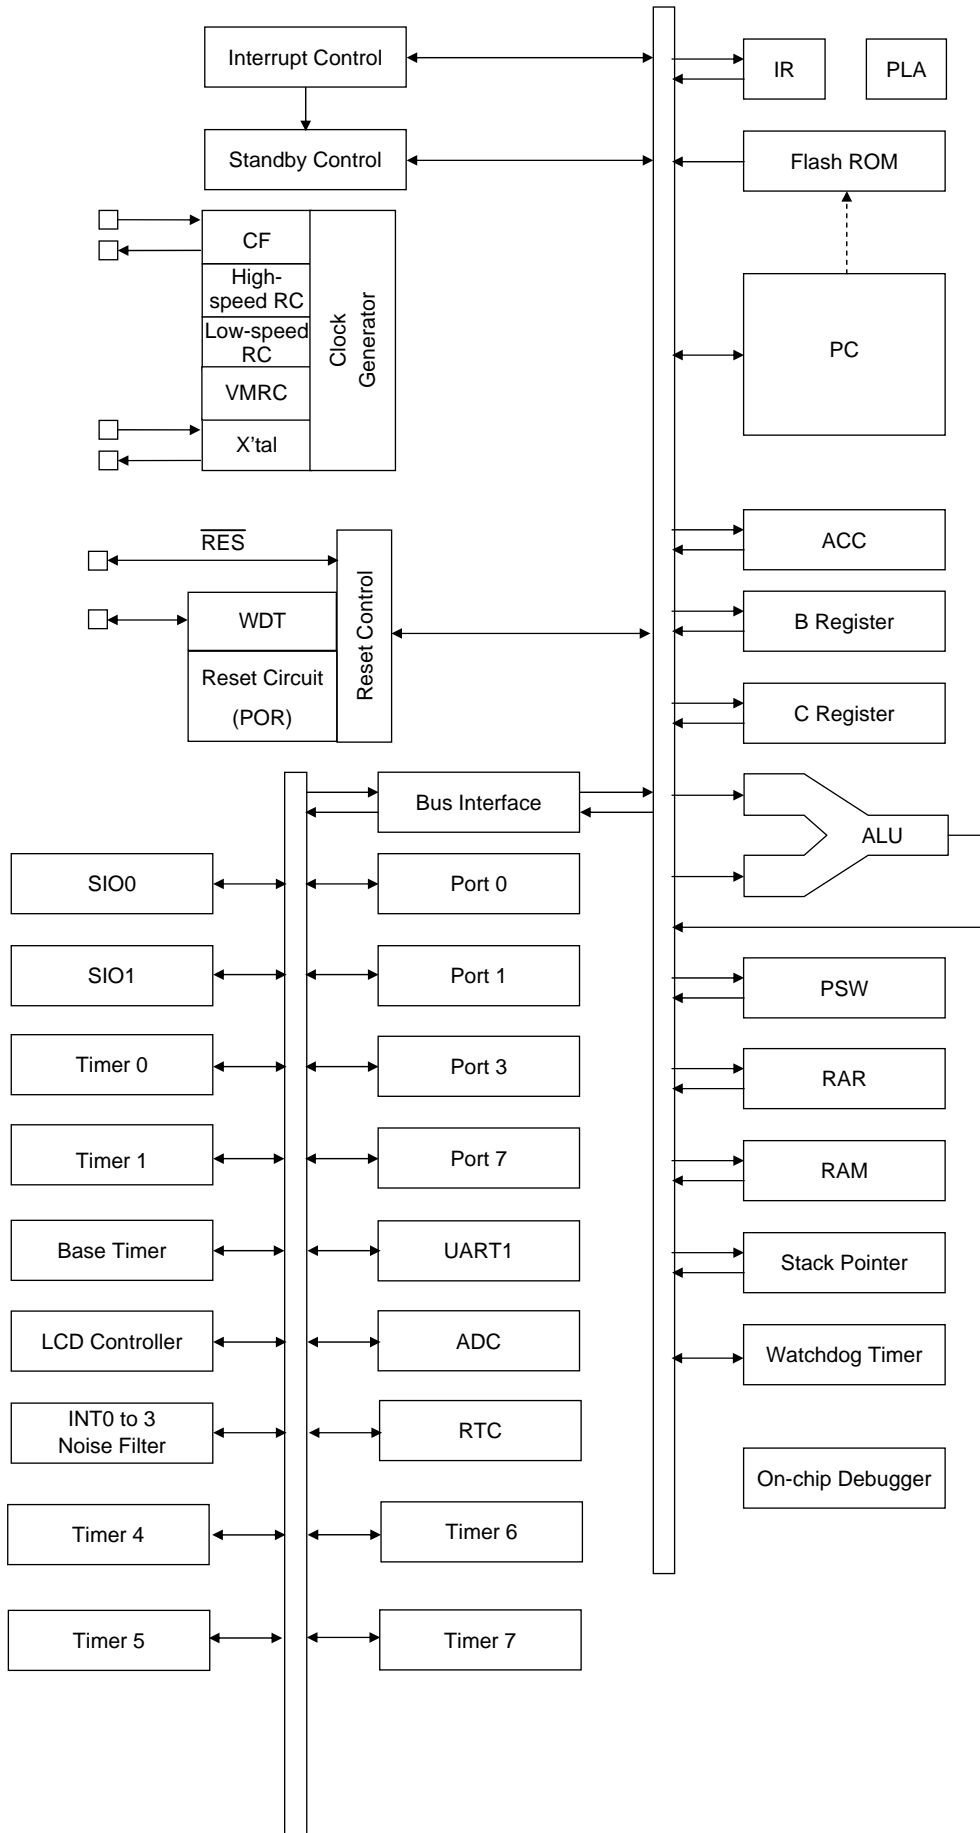 Interrupt Control
IR
PLA
Standby Control
Flash ROM
CF
High-
speed RC
Low-speed
RC
VMRC
X'tal
Clock
Generator
PC
RES
WDT
Reset Circuit
(POR)
Reset Control
ACC
B Register
C Register
Bus Interface
ALU
SIO0
Port 0
SIO1
Port 1
PSW
Timer 0
Port 3
RAR
Timer 1
Port 7
RAM
Base Timer
UART1
Stack Pointer
LCD Controller
ADC
Watchdog Timer
INT0 to 3
Noise Filter
RTC
On-chip Debugger
Timer 4
Timer 6
Timer 5
Timer 7